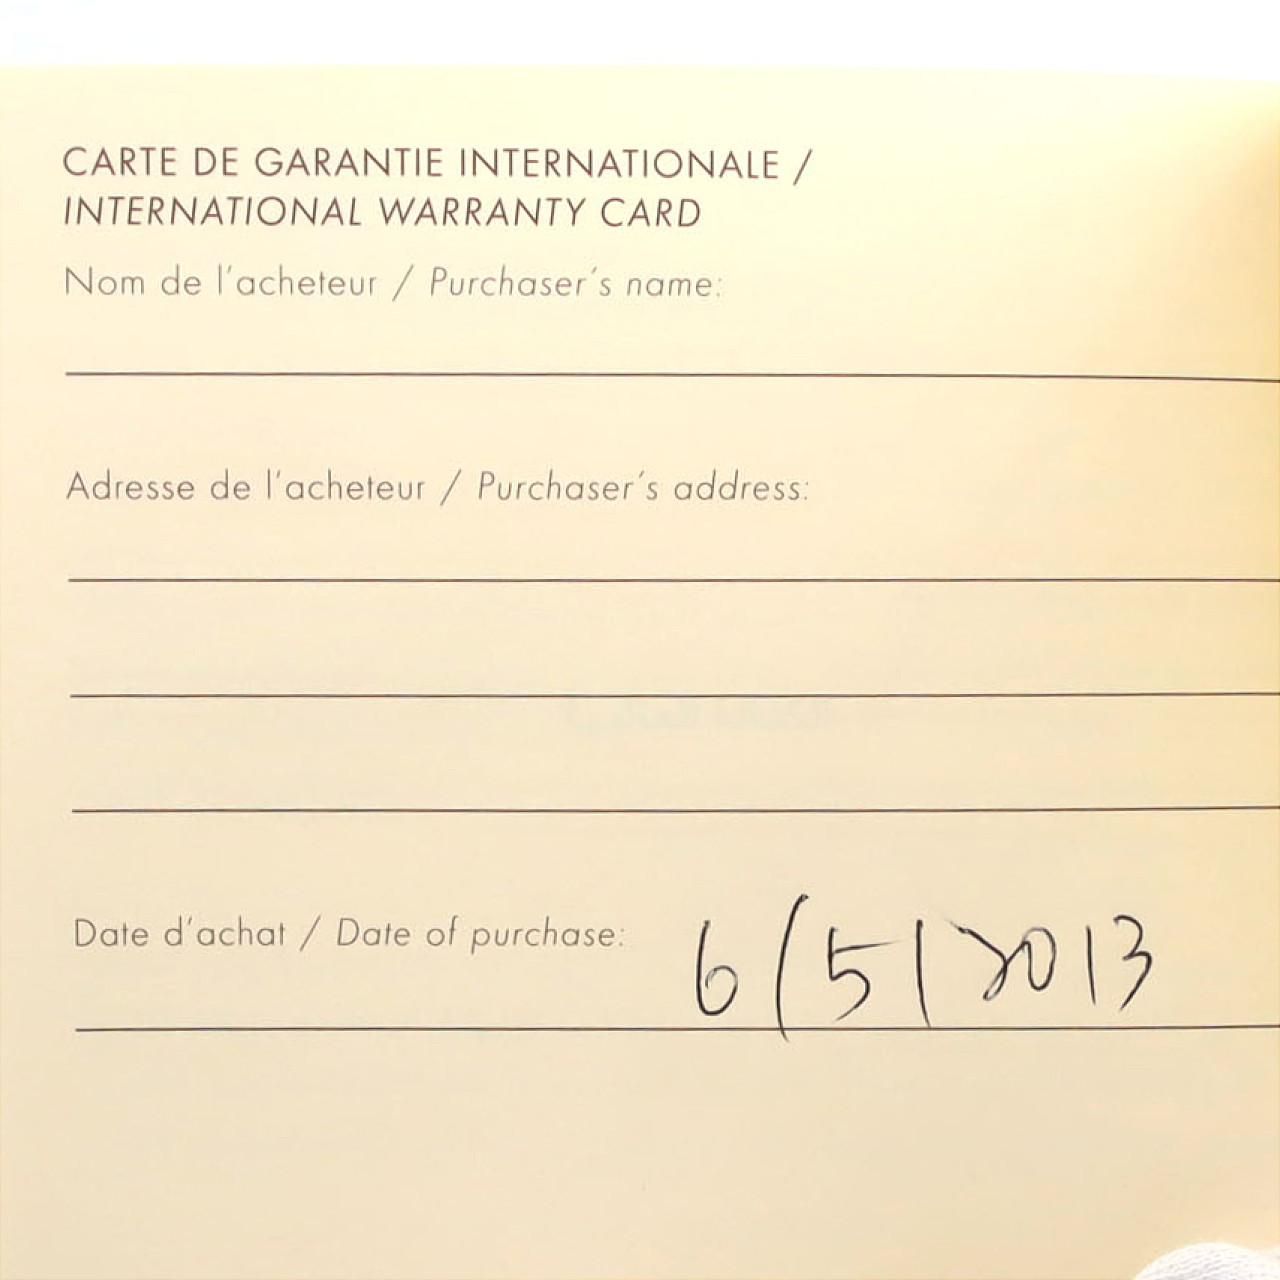 CARTE DE GARANTIE INTERNATIONALE /
INTERNATIONAL WARRANTY CARD
Nom de l'acheteur / Purchaser's name:
Adresse de l'acheteur / Purchaser's address:
Date d'achat / Date of purchase: 6/5/2013